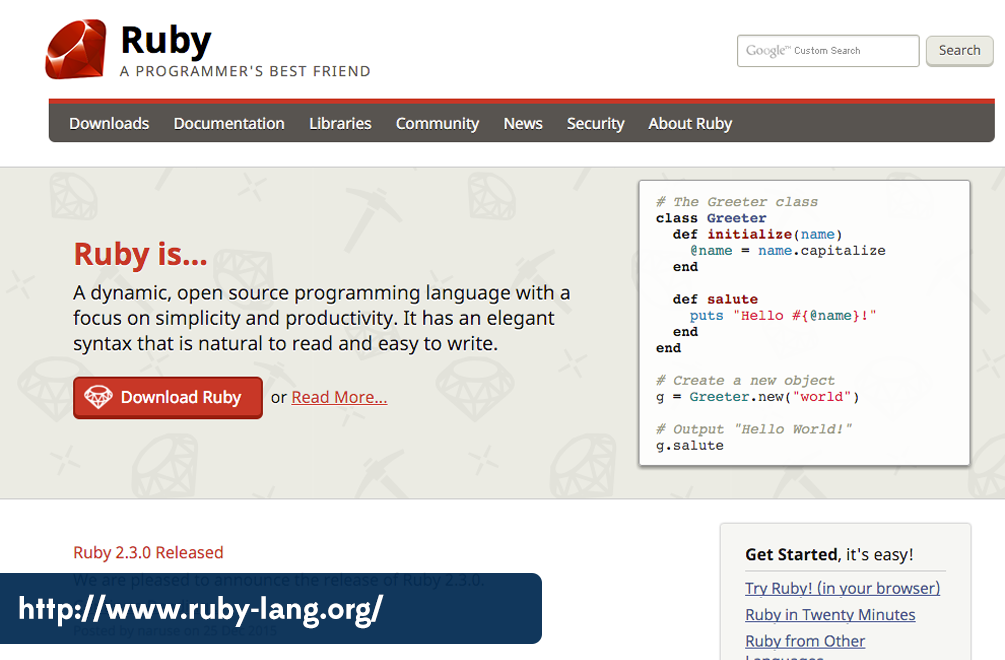 Ruby
A PROGRAMMER'S BEST FRIEND
Google™ Custom Search
Search
Downloads Documentation Libraries Community News Security About Ruby
Ruby is...
A dynamic, open source programming language with a
focus on simplicity and productivity. It has an elegant
syntax that is natural to read and easy to write.
Download Ruby or Read More...
# The Greeter class
class Greeter
  def initialize(name)
    @name = name.capitalize
  end

  def salute
    puts "Hello #{@name}!"
  end
end

# Create a new object
g = Greeter.new("world")

# Output "Hello World!"
g.salute
Ruby 2.3.0 Released
We are pleased to announce the release of Ruby 2.3.0.
http://www.ruby-lang.org/
Get Started, it's easy!
Try Ruby! (in your browser)
Ruby in Twenty Minutes
Ruby from Other
Languages